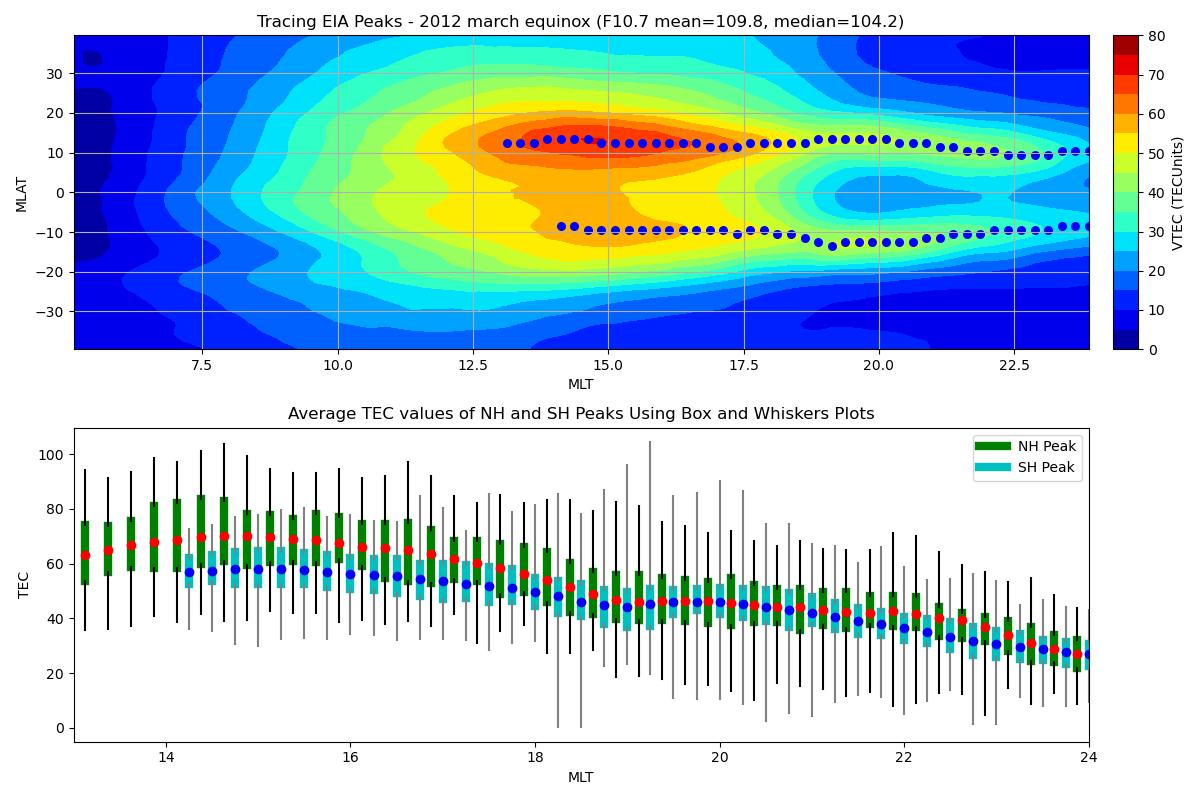 Tracing EIA Peaks - 2012 march equinox (F10.7 mean=109.8, median=104.2)
MLAT
30
20
10
0
−10
−20
−30
7.5 10.0 12.5 15.0 17.5 20.0 22.5
MLT
80
70
60
50
40
30
20
10
0
VTEC (TECUnits)
Average TEC values of NH and SH Peaks Using Box and Whiskers Plots
TEC
100
80
60
40
20
0
NH Peak
SH Peak
14 16 18 20 22 24
MLT